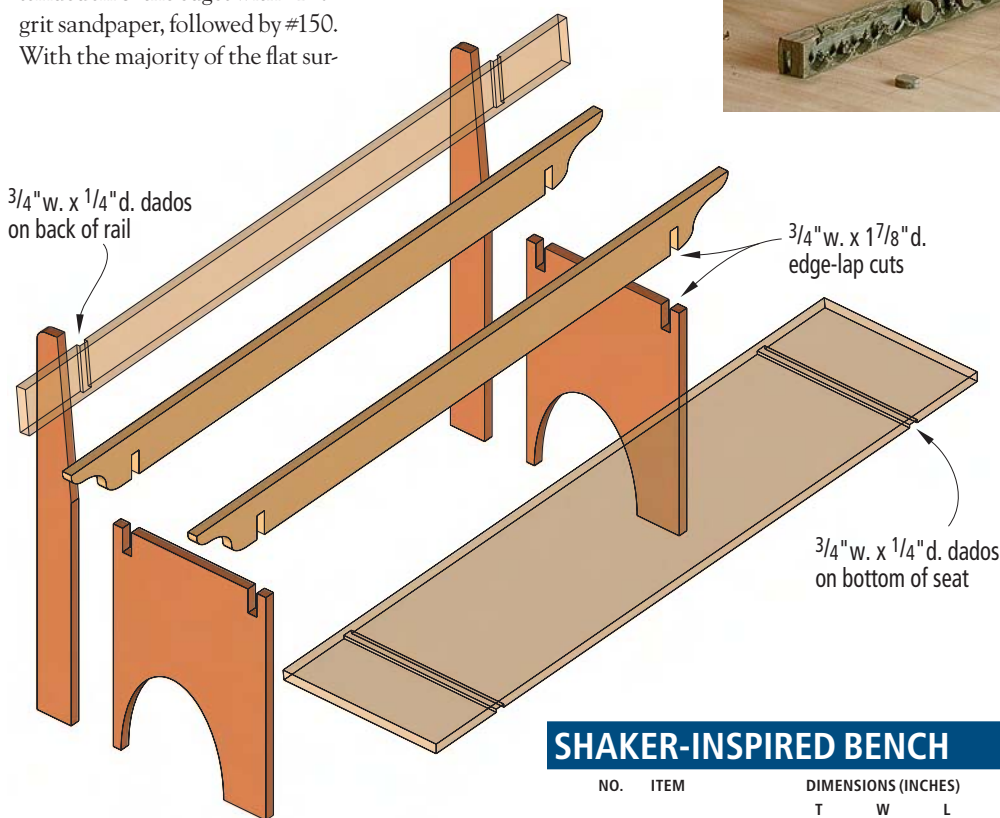 grit sandpaper, followed by #150.
With the majority of the flat sur-
3/4"w. x 1/4"d. dados
on back of rail
3/4"w. x 1 7/8"d.
edge-lap cuts
3/4"w. x 1/4"d. dados
on bottom of seat
SHAKER-INSPIRED BENCH
NO. ITEM DIMENSIONS (INCHES)
T W L